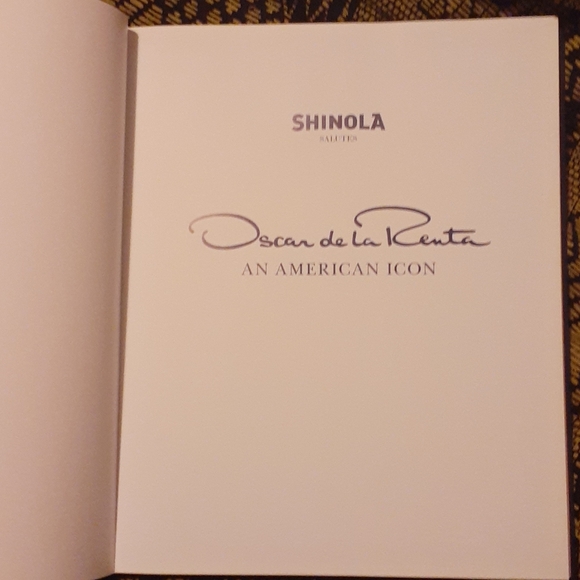 SHINOLA
SALUTES
Oscar de la Renta
AN AMERICAN ICON